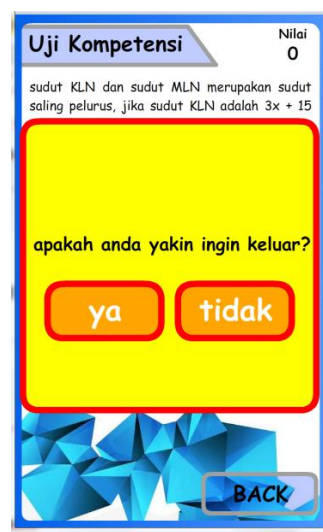 Uji Kompetensi
Nilai
0
sudut KLN dan sudut MLN merupakan sudut
saling pelurus, jika sudut KLN adalah 3x + 15
apakah anda yakin ingin keluar?
ya
tidak
BACK